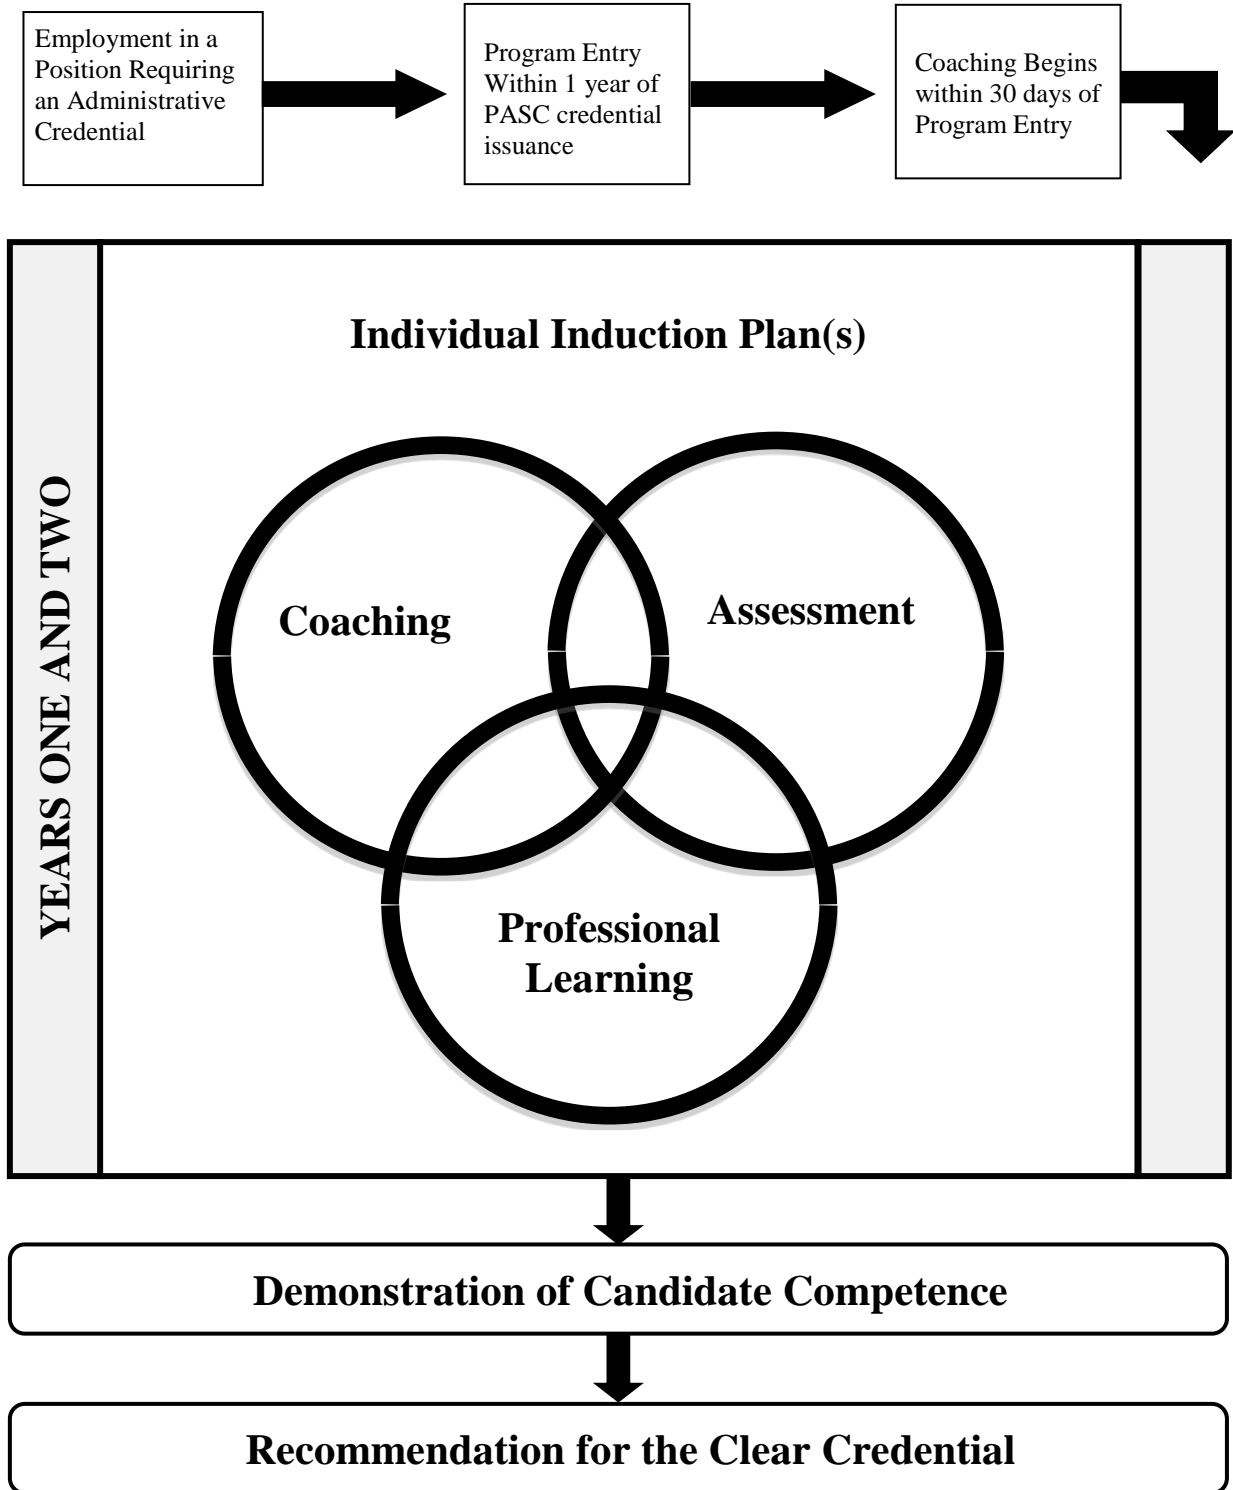 Employment in a
Position Requiring
an Administrative
Credential
Program Entry
Within 1 year of
PASC credential
issuance
Coaching Begins
within 30 days of
Program Entry
Individual Induction Plan(s)
YEARS ONE AND TWO
Coaching
Assessment
Professional
Learning
Demonstration of Candidate Competence
Recommendation for the Clear Credential